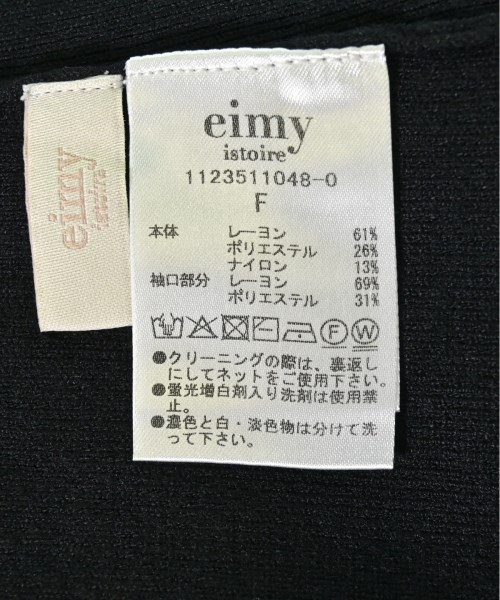 eimy
istoire
eimy
istoire
1123511048-0
F
本体 レーヨン 61%
ポリエステル 26%
ナイロン 13%
袖口部分 レーヨン 69%
ポリエステル 31%
F W
●クリーニングの際は、裏返し
にしてネットをご使用下さい。
●蛍光増白剤入り洗剤は使用禁
止。
●濃色と白・淡色物は分けて洗
って下さい。